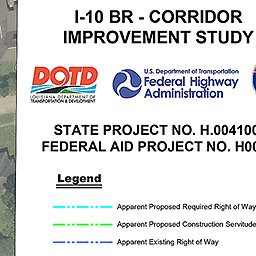 I-10 BR - CORRIDOR
IMPROVEMENT STUDY
DOTD
LOUISIANA DEPARTMENT OF
TRANSPORTATION & DEVELOPMENT
U.S. Department of Transportation
Federal Highway
Administration
STATE PROJECT NO. H.004100
FEDERAL AID PROJECT NO. H00
Legend
Apparent Proposed Required Right of Way
Apparent Proposed Construction Servitude
Apparent Existing Right of Way